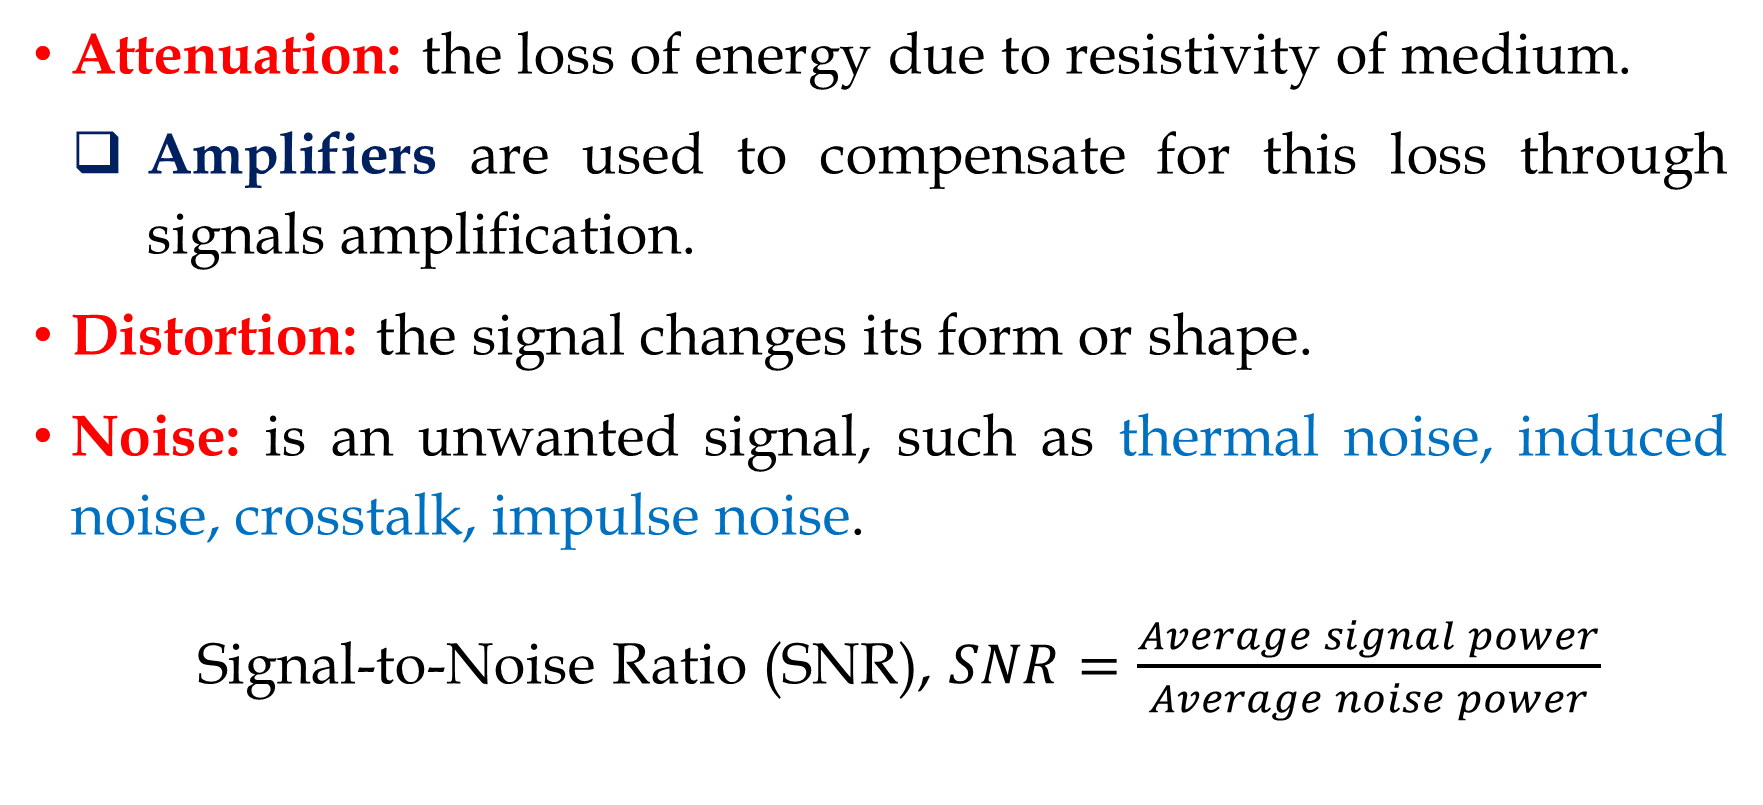 • Attenuation: the loss of energy due to resistivity of medium.
❑ Amplifiers are used to compensate for this loss through
signals amplification.
• Distortion: the signal changes its form or shape.
• Noise: is an unwanted signal, such as thermal noise, induced
noise, crosstalk, impulse noise.
Signal-to-Noise Ratio (SNR), SNR = Average signal power / Average noise power